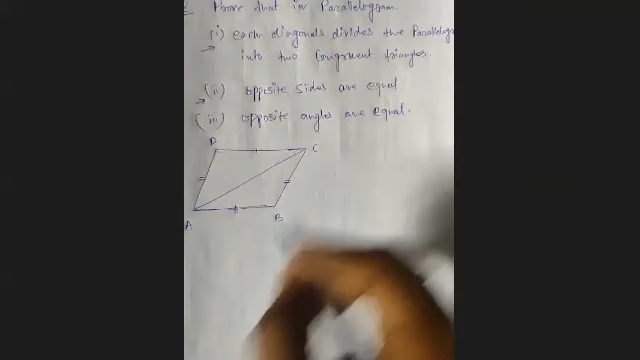 Prove that in Parallelogram.
(i) each diagonals divides the Parallelogr
into two Congruent triangles.
(ii) opposite sides are equal
(iii) opposite angles are equal.
D
C
A
B